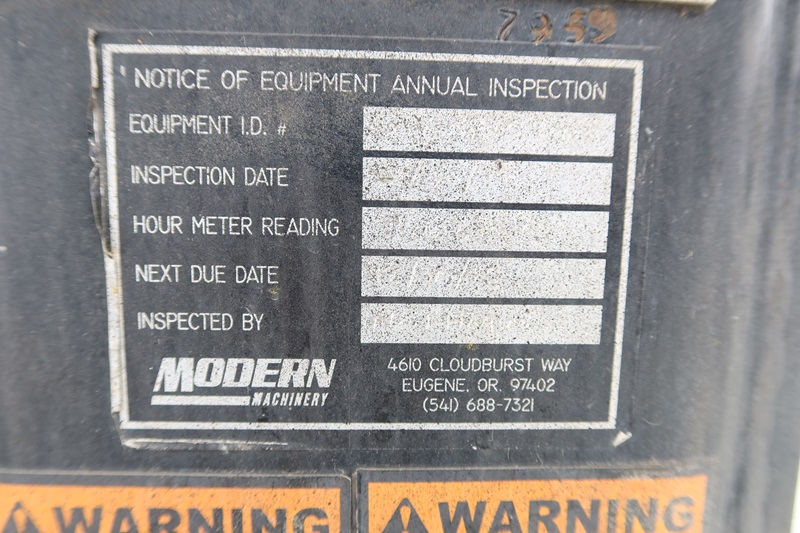 NOTICE OF EQUIPMENT ANNUAL INSPECTION
EQUIPMENT I.D. #
INSPECTION DATE
HOUR METER READING
NEXT DUE DATE
INSPECTED BY
MODERN
MACHINERY
4610 CLOUDBURST WAY
EUGENE, OR. 97402
(541) 688-7321
WARNING
WARNING